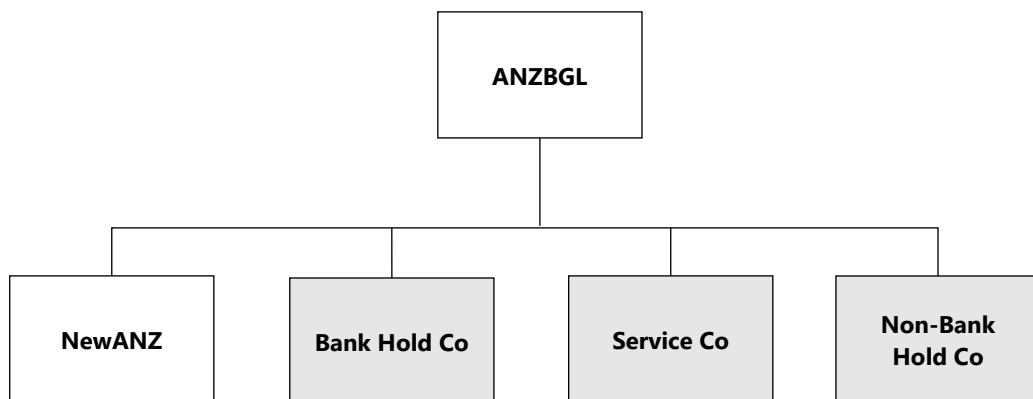 ANZBGL
NewANZ
Bank Hold Co
Service Co
Non-Bank
Hold Co